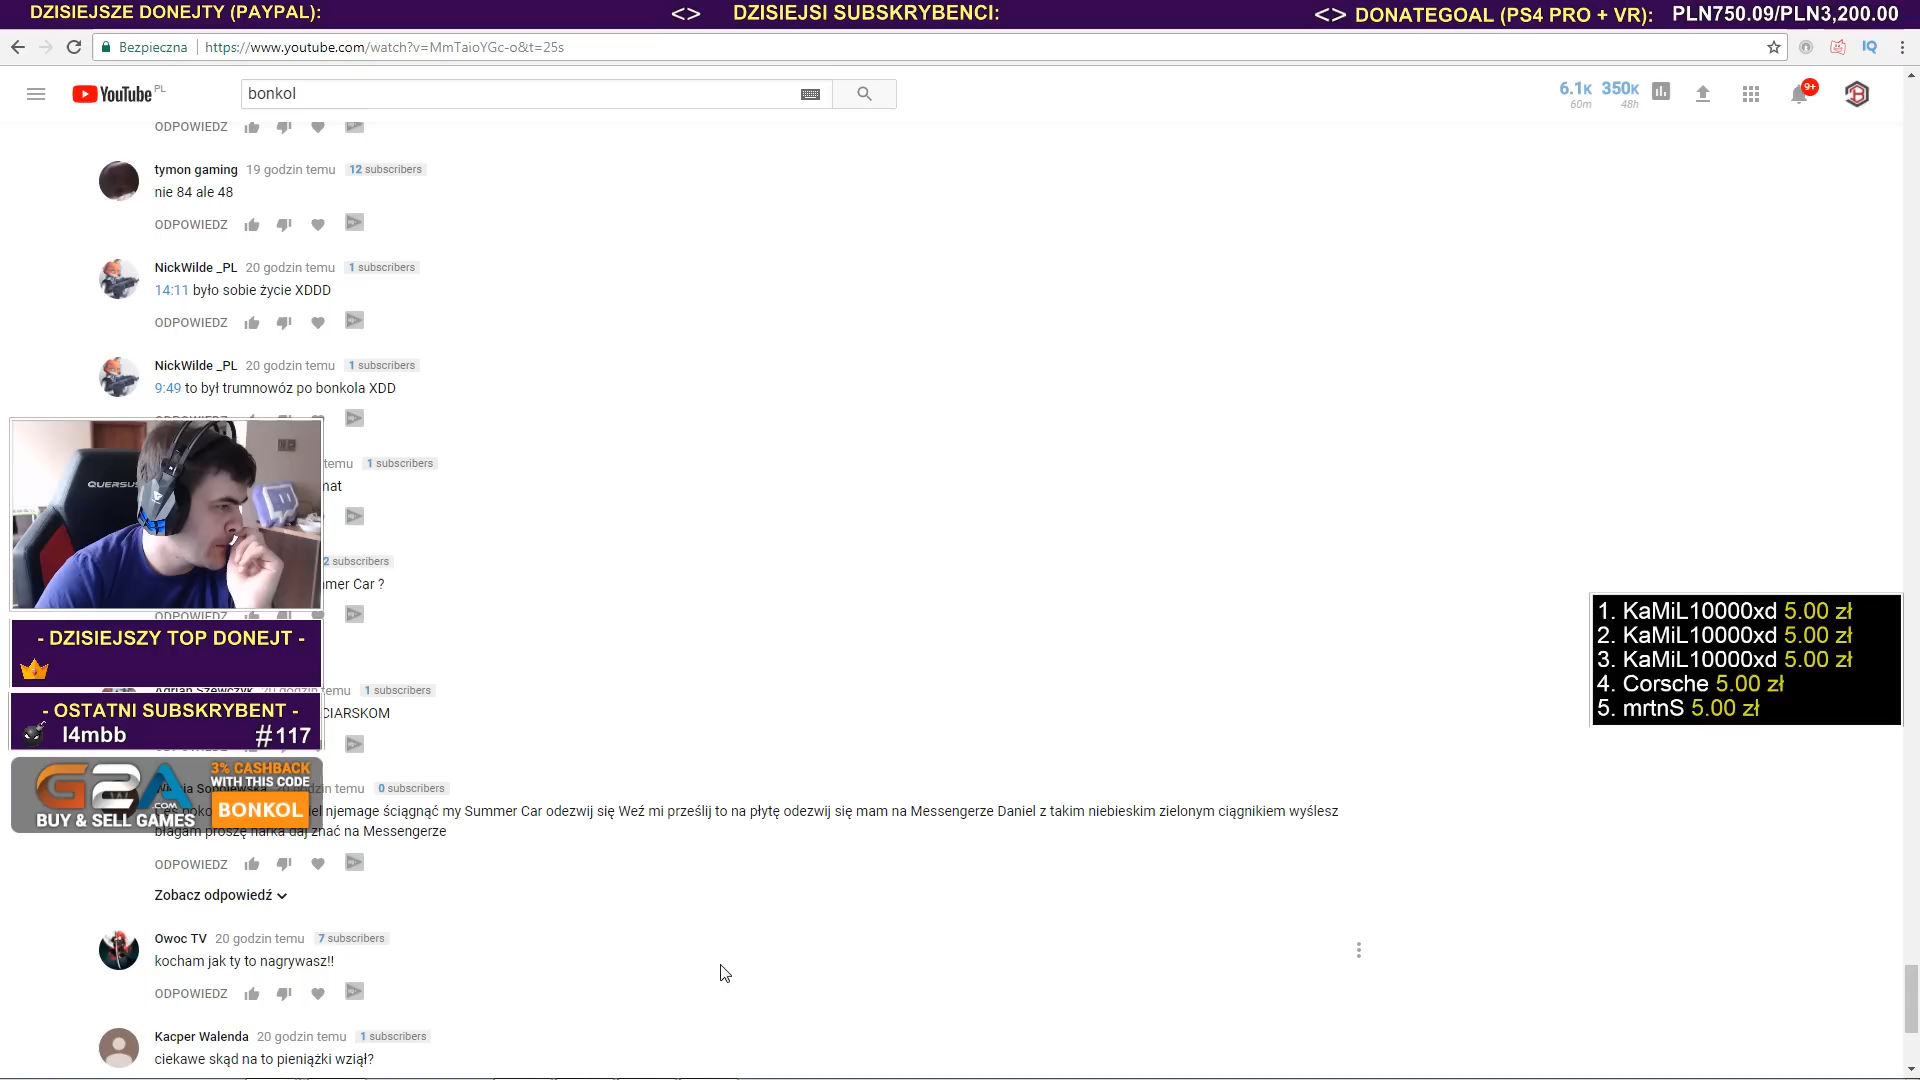 DZISIEJSZE DONEJTY (PAYPAL):
<> DZISIEJSI SUBSKRYBENCI:
<> DONATEGOAL (PS4 PRO + VR): PLN750.09/PLN3,200.00
Bezpieczna https://www.youtube.com/watch?v=MmTaioYGc-o&t=25s
IQ
YouTube PL
bonkol
6.1K 60m
350K 48h
9+
ODPOWIEDZ
tymon gaming 19 godzin temu 12 subscribers
nie 84 ale 48
ODPOWIEDZ
NickWilde _PL 20 godzin temu 1 subscribers
14:11 było sobie życie XDDD
ODPOWIEDZ
NickWilde _PL 20 godzin temu 1 subscribers
9:49 to był trumnowóz po bonkola XDD
ODPOWIEDZ
temu 1 subscribers
mat
2 subscribers
mmer Car ?
ODPOWIEDZ
QUERSUS
- DZISIEJSZY TOP DONEJT -
Adrian Szewczyk 20 godzin temu 1 subscribers
CIARSKOM
- OSTATNI SUBSKRYBENT -
l4mbb #117
G2A .COM
BUY & SELL GAMES
3% CASHBACK
WITH THIS CODE
BONKOL
Sobolewska 20 godzin temu 0 subscribers
njemage ściągnąć my Summer Car odezwij się Weź mi prześlij to na płytę odezwij się mam na Messengerze Daniel z takim niebieskim zielonym ciągnikiem wyślesz
błagam proszę narka daj znać na Messengerze
ODPOWIEDZ
Zobacz odpowiedź
Owoc TV 20 godzin temu 7 subscribers
kocham jak ty to nagrywasz!!
ODPOWIEDZ
Kacper Walenda 20 godzin temu 1 subscribers
ciekawe skąd na to pieniążki wziął?
1. KaMiL10000xd 5.00 zł
2. KaMiL10000xd 5.00 zł
3. KaMiL10000xd 5.00 zł
4. Corsche 5.00 zł
5. mrtnS 5.00 zł